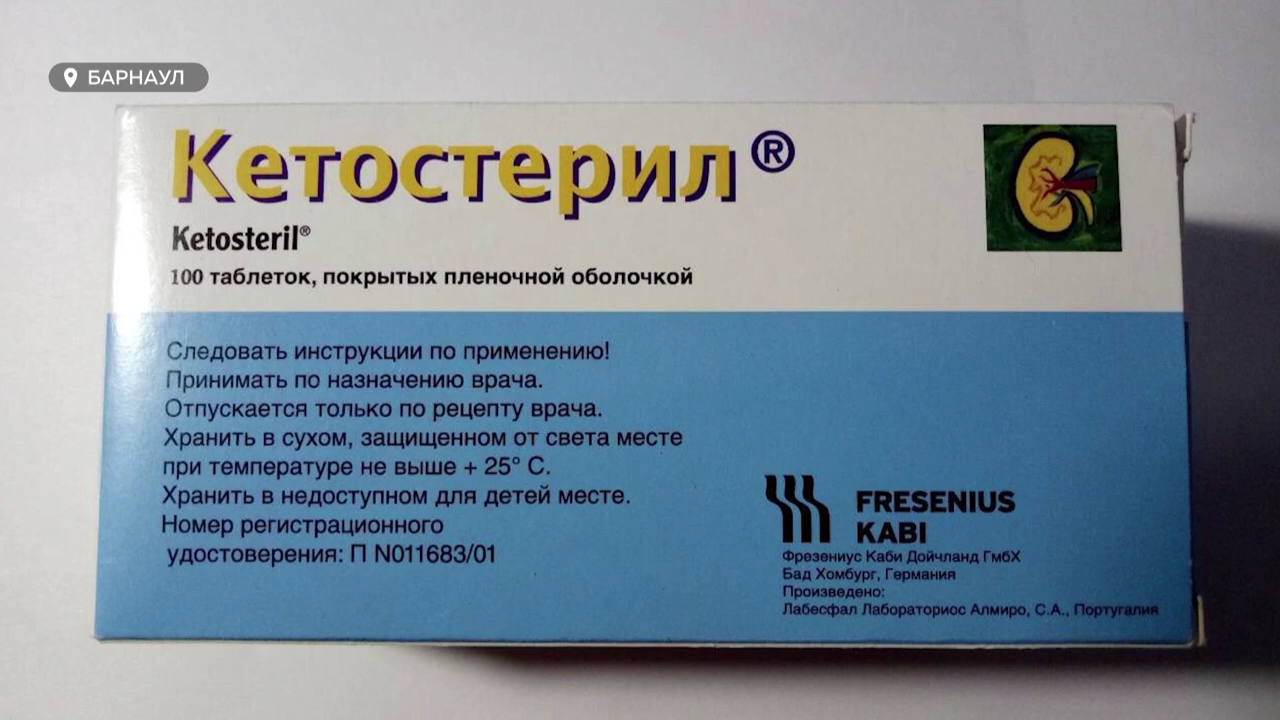 БАРНАУЛ
Кетостерил®
Ketosteril®
100 таблеток, покрытых пленочной оболочкой
Следовать инструкции по применению!
Принимать по назначению врача.
Отпускается только по рецепту врача.
Хранить в сухом, защищенном от света месте
при температуре не выше + 25° С.
Хранить в недоступном для детей месте.
Номер регистрационного
удостоверения: П N011683/01
FRESENIUS
KABI
Фрезениус Каби Дойчланд ГмбХ
Бад Хомбург, Германия
Произведено:
Лабесфал Лабораториос Алмиро, С.А., Португалия